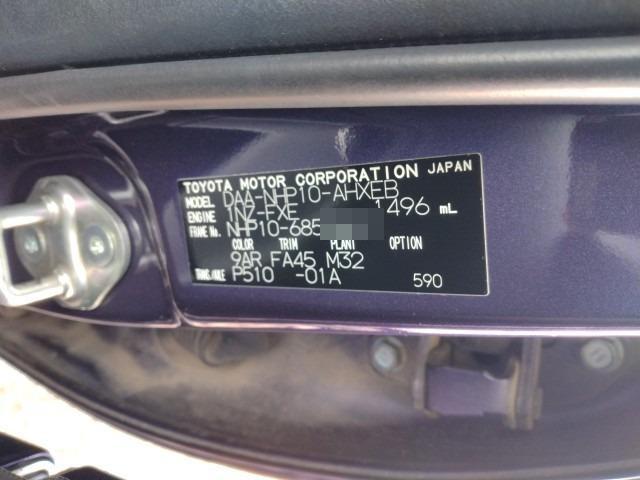 TOYOTA MOTOR CORPORATION JAPAN
MODEL DAA-NHP10-AHXEB
ENGINE 1NZ-FXE 1496 mL
FRAME No. NHP10-685
COLOR TRIM PLANT OPTION
9AR FA45 M32
TRANS./AXLE P510 -01A 590